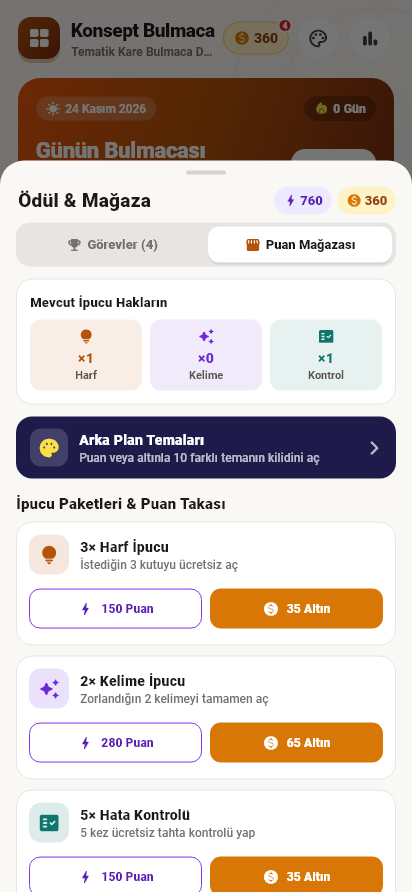 Konsept Bulmaca
Tematik Kare Bulmaca D...
360
4
24 Kasım 2026
0 Gün
Günün Bulmacası
Ödül & Mağaza
760
360
Görevler (4)
Puan Mağazası
Mevcut İpucu Hakların
×1
×0
×1
Harf
Kelime
Kontrol
Arka Plan Temaları
Puan veya altınla 10 farklı temanın kilidini aç
İpucu Paketleri & Puan Takası
3× Harf İpucu
İstediğin 3 kutuyu ücretsiz aç
150 Puan
35 Altın
2× Kelime İpucu
Zorlandığın 2 kelimeyi tamamen aç
280 Puan
65 Altın
5× Hata Kontrolü
5 kez ücretsiz tahta kontrolü yap
150 Puan
35 Altın